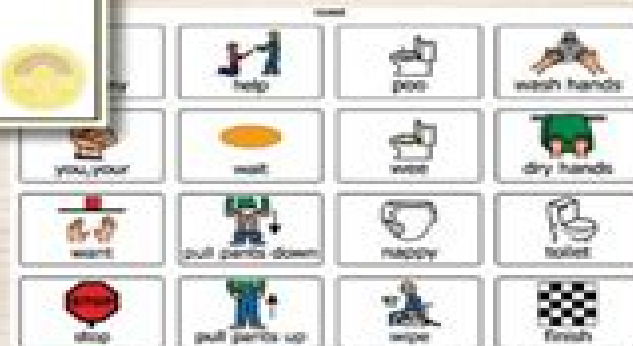 help
poo
wash hands
you, your
wait
wee
dry hands
want
pull pants down
nappy
toilet
stop
pull pants up
wipe
finish